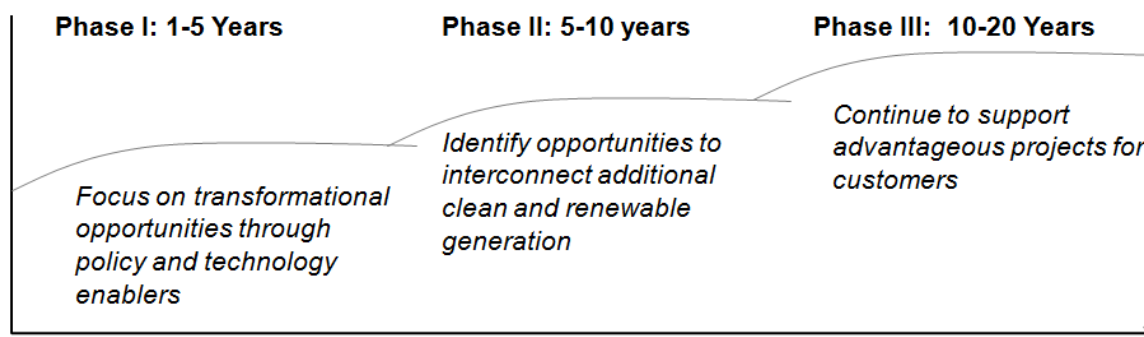 Phase I: 1-5 Years
Phase II: 5-10 years
Phase III:  10-20 Years
Focus on transformational
opportunities through
policy and technology
enablers
Identify opportunities to
interconnect additional
clean and renewable
generation
Continue to support
advantageous projects for
customers